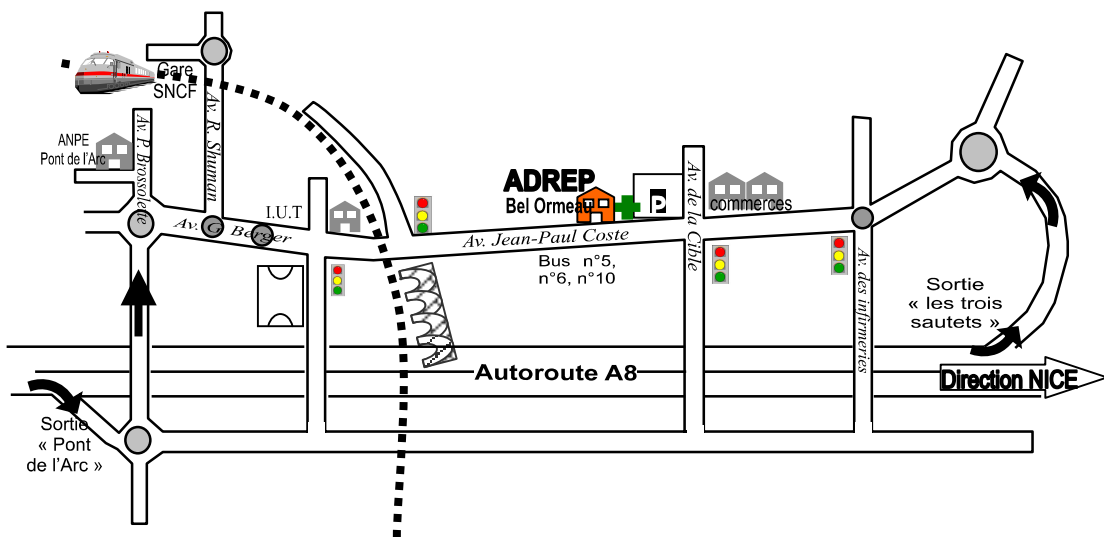 Gare
SNCF
ANPE
Pont de l'Arc
Av. P. Brossolette
Av. R. Shuman
I.U.T
Av. G. Berger
ADREP
Bel Ormeau
P
Av. Jean-Paul Coste
Bus n°5,
n°6, n°10
Av. de la Cible
commerces
Av. des infirmeries
Sortie
« les trois
sautets »
Autoroute A8
Direction NICE
Sortie
« Pont
de l'Arc »